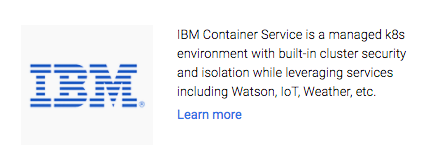 IBM®
IBM Container Service is a managed k8s
environment with built-in cluster security
and isolation while leveraging services
including Watson, IoT, Weather, etc.
Learn more